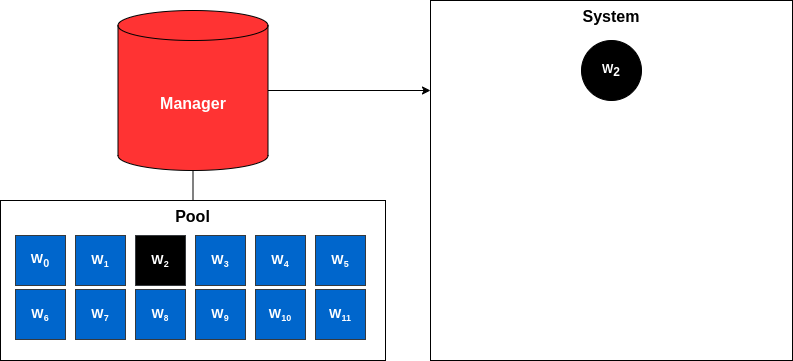 System
W2
Manager
Pool
W0 W1 W2 W3 W4 W5
W6 W7 W8 W9 W10 W11